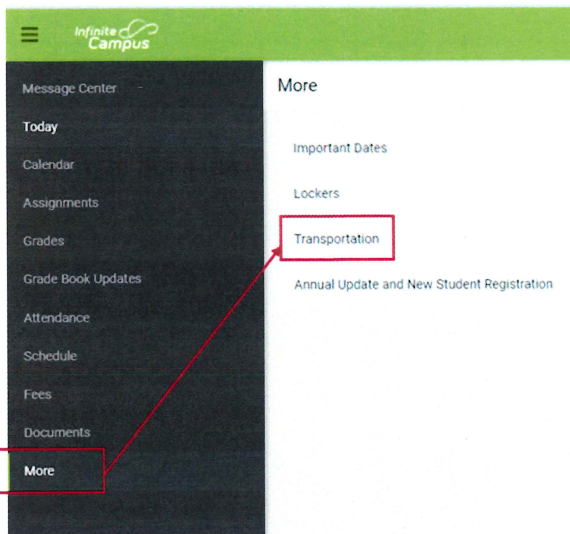 Infinite
Campus
Message Center
Today
Calendar
Assignments
Grades
Grade Book Updates
Attendance
Schedule
Fees
Documents
More
More
Important Dates
Lockers
Transportation
Annual Update and New Student Registration